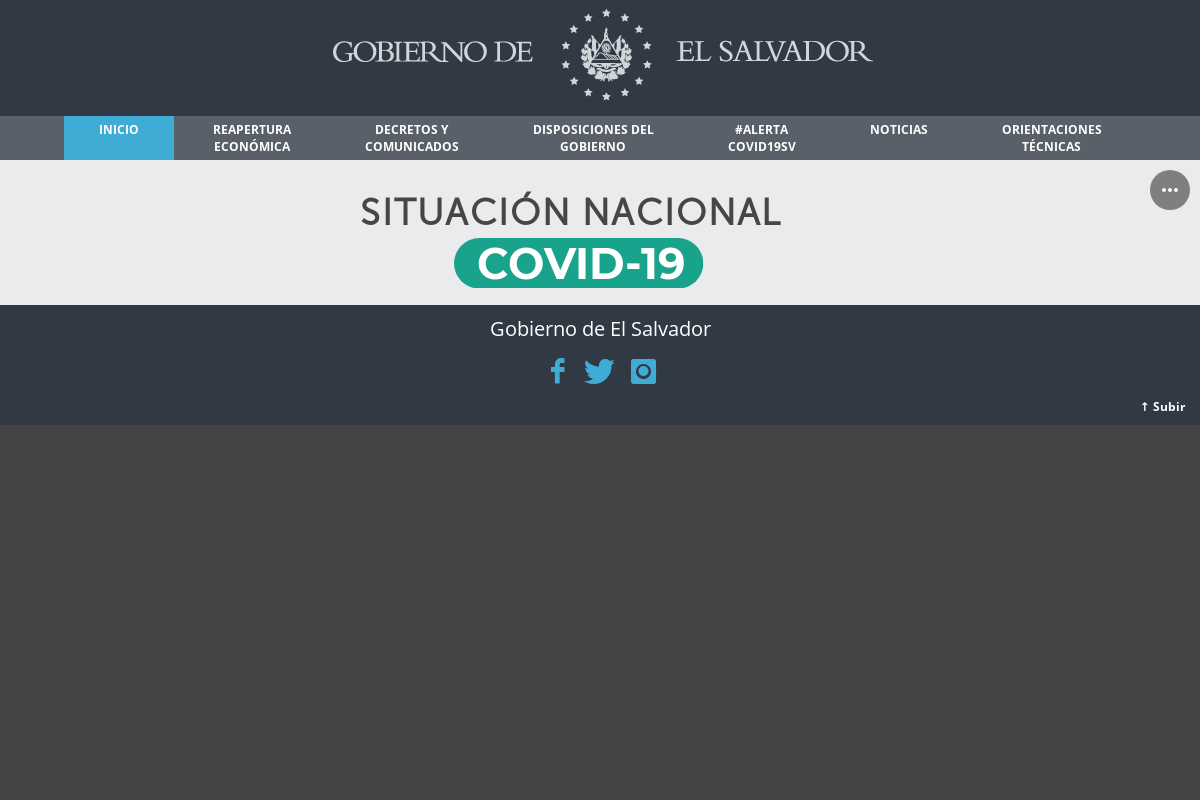 GOBIERNO DE EL SALVADOR
INICIO
REAPERTURA
ECONÓMICA
DECRETOS Y
COMUNICADOS
DISPOSICIONES DEL
GOBIERNO
#ALERTA
COVID19SV
NOTICIAS
ORIENTACIONES
TÉCNICAS
SITUACIÓN NACIONAL
COVID-19
Gobierno de El Salvador
↑ Subir